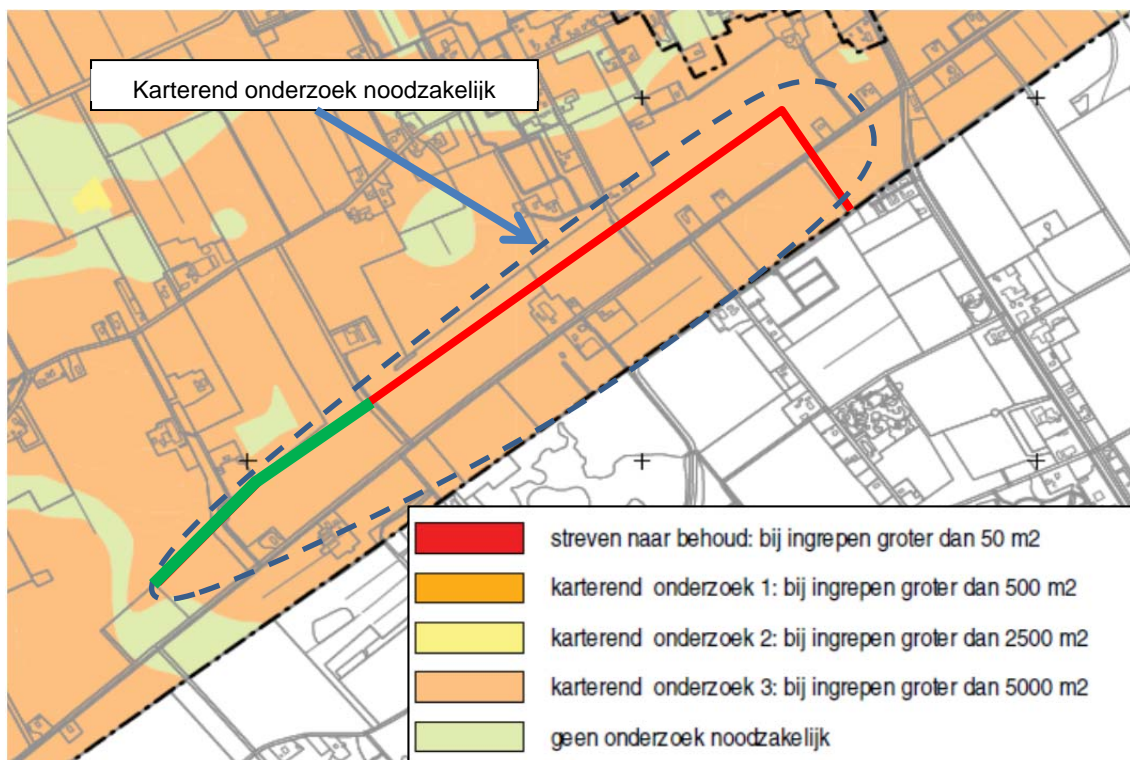 Karterend onderzoek noodzakelijk
streven naar behoud: bij ingrepen groter dan 50 m2
karterend onderzoek 1: bij ingrepen groter dan 500 m2
karterend onderzoek 2: bij ingrepen groter dan 2500 m2
karterend onderzoek 3: bij ingrepen groter dan 5000 m2
geen onderzoek noodzakelijk